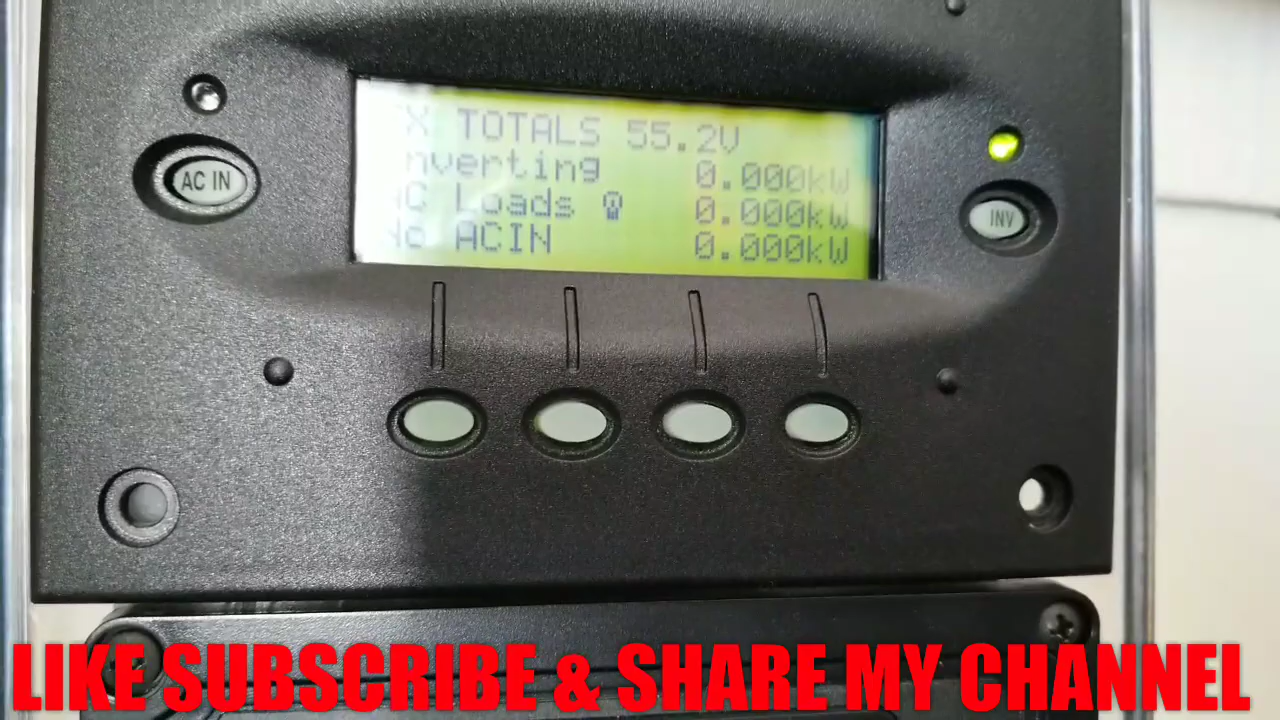 X TOTALS 55.2V
nverting 0.000kW
C Loads 0.000kW
No ACIN 0.000kW
AC IN
INV
LIKE SUBSCRIBE & SHARE MY CHANNEL